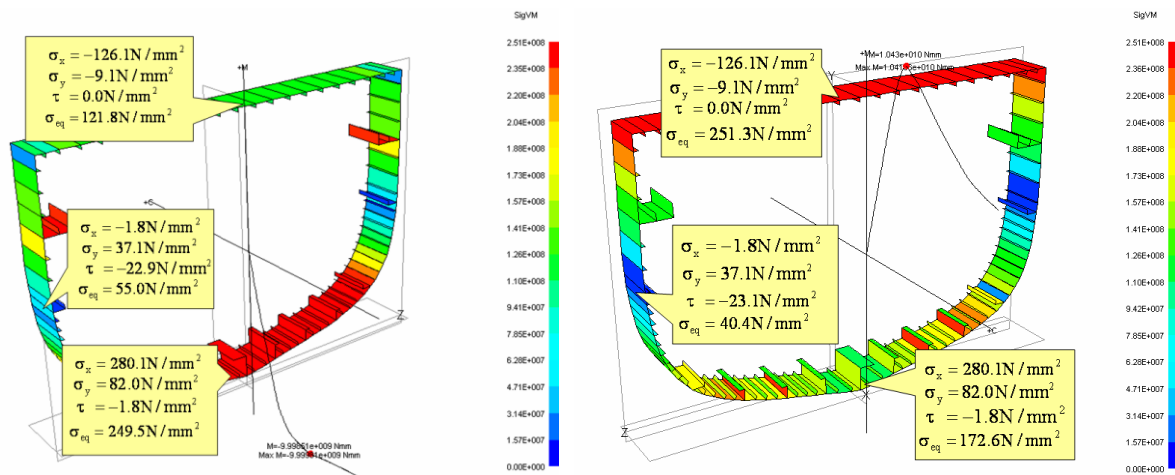 SigVM
2.51E+008
2.36E+008
2.20E+008
2.04E+008
1.88E+008
1.73E+008
1.57E+008
1.41E+008
1.26E+008
1.10E+008
9.41E+007
7.85E+007
6.28E+007
4.71E+007
3.14E+007
1.57E+007
0.00E+000
σx = −126.1N/mm²
σy = −9.1N/mm²
τ = 0.0N/mm²
σeq = 121.8N/mm²
+M
+C
σx = −1.8N/mm²
σy = 37.1N/mm²
τ = −22.9N/mm²
σeq = 55.0N/mm²
Z
σx = 280.1N/mm²
σy = 82.0N/mm²
τ = −1.8N/mm²
σeq = 249.5N/mm²
SigVM
2.51E+008
2.36E+008
2.20E+008
2.04E+008
1.88E+008
1.73E+008
1.57E+008
1.41E+008
1.26E+008
1.10E+008
9.41E+007
7.85E+007
6.28E+007
4.71E+007
3.14E+007
1.57E+007
0.00E+000
+M
M=1.043e+010 Nmm
σx = −126.1N/mm²
σy = −9.1N/mm²
τ = 0.0N/mm²
σeq = 251.3N/mm²
Y
σx = −1.8N/mm²
σy = 37.1N/mm²
τ = −23.1N/mm²
σeq = 40.4N/mm²
+C
X
Z
σx = 280.1N/mm²
σy = 82.0N/mm²
τ = −1.8N/mm²
σeq = 172.6N/mm²